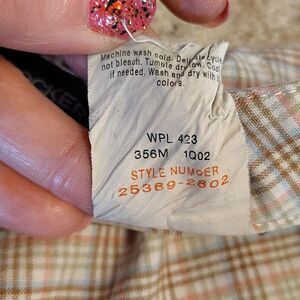 Machine wash cold. Delicate cycle
not bleach. Tumble dry low. Cool
if needed. Wash and dry with
colors.
WPL 423
356M 1Q02
STYLE NUMBER
25369-2802